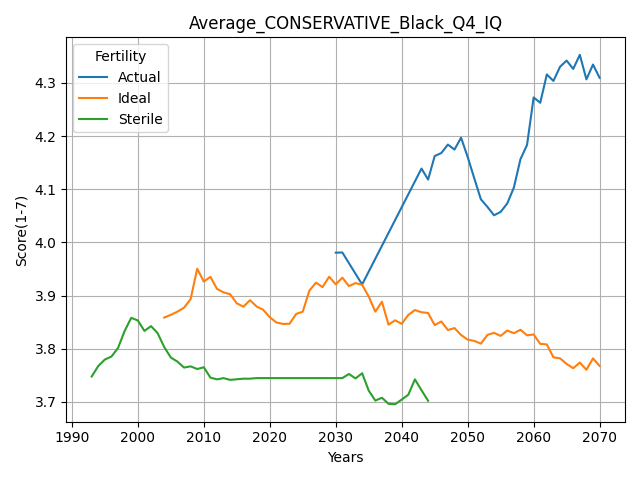 Average_CONSERVATIVE_Black_Q4_IQ
Fertility
Actual
Ideal
Sterile
Score(1-7)
4.3
4.2
4.1
4.0
3.9
3.8
3.7
1990 2000 2010 2020 2030 2040 2050 2060 2070
Years